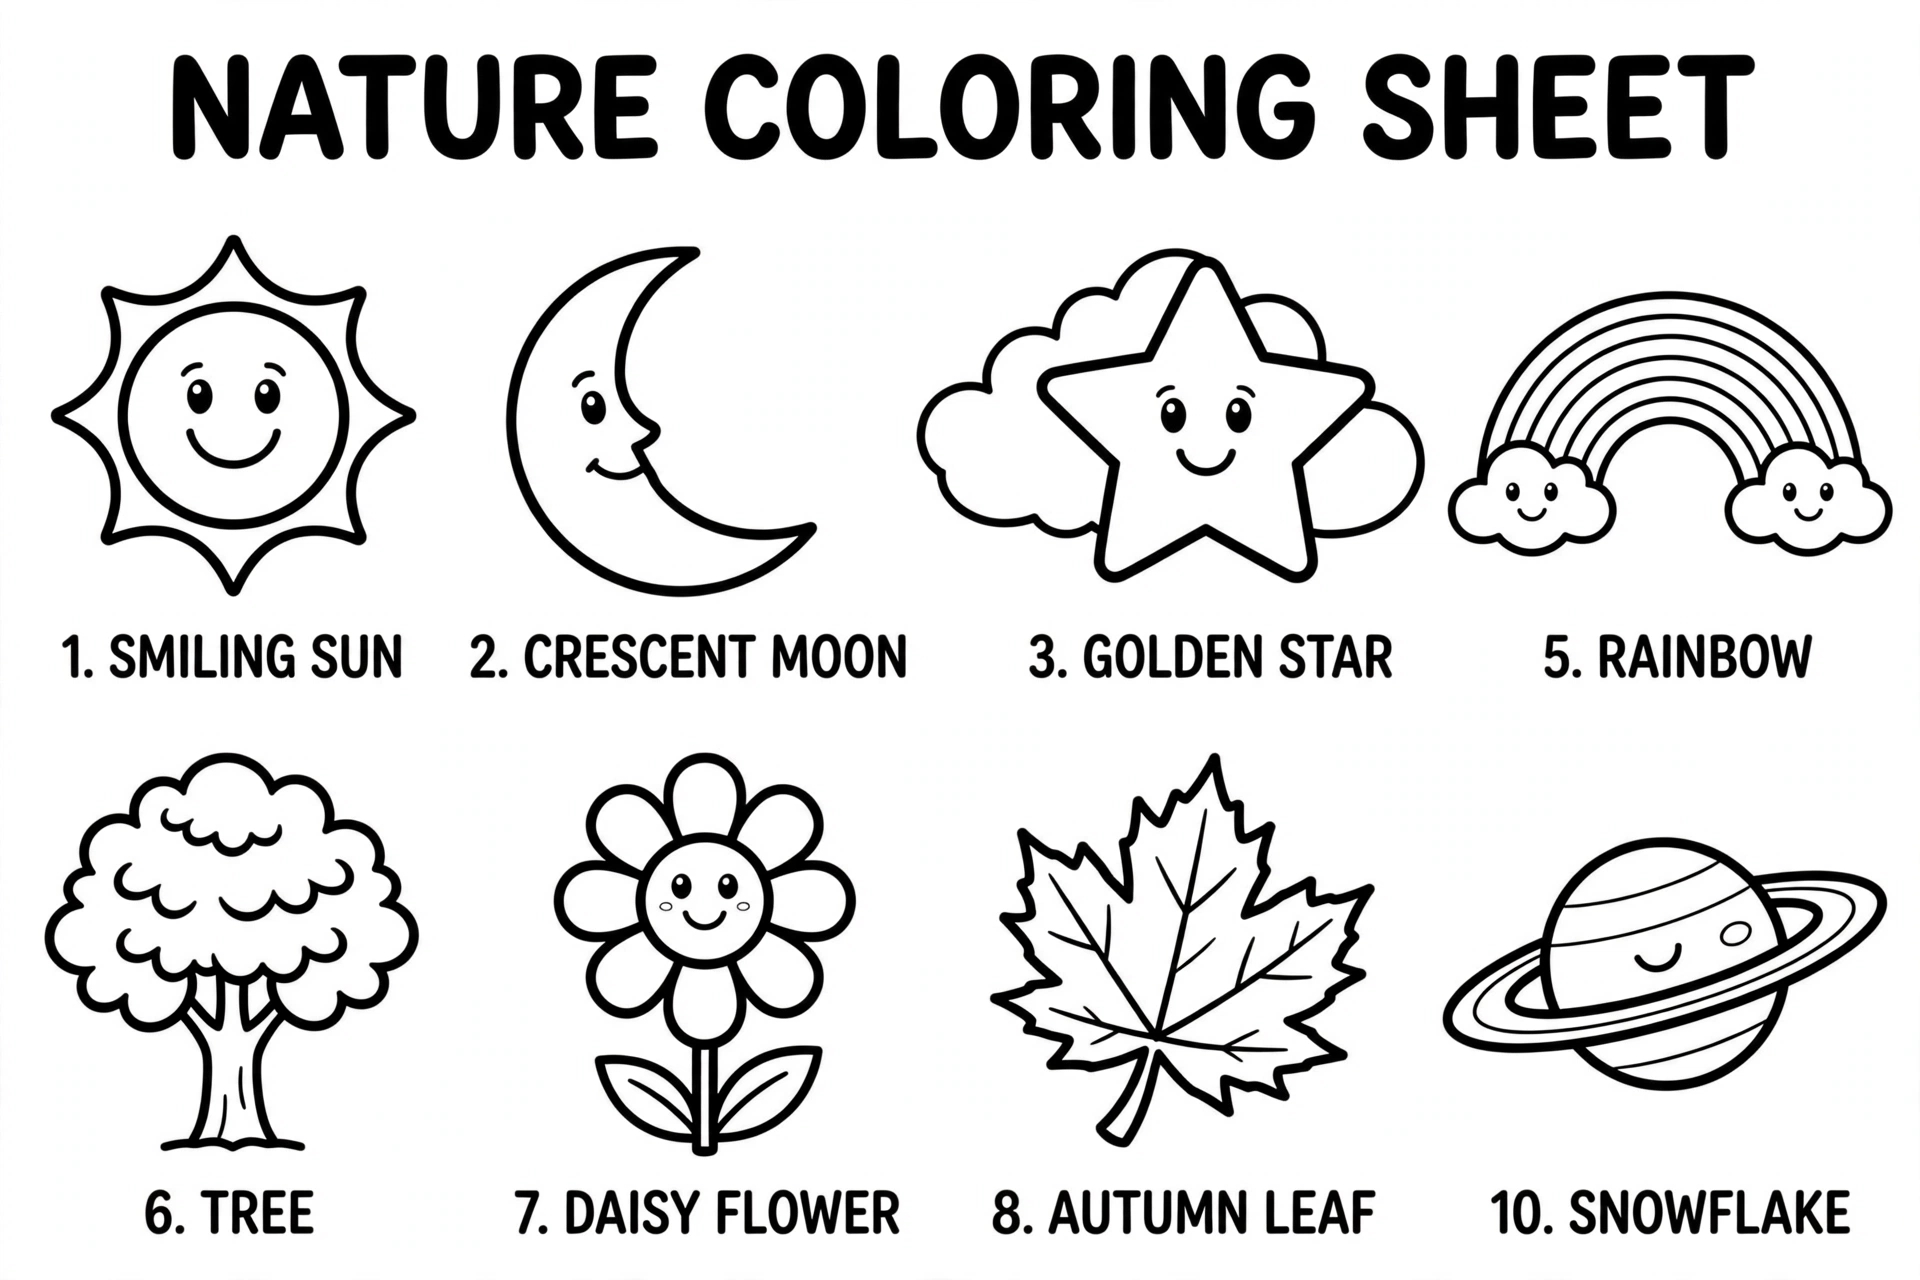 NATURE COLORING SHEET
1. SMILING SUN
2. CRESCENT MOON
3. GOLDEN STAR
5. RAINBOW
6. TREE
7. DAISY FLOWER
8. AUTUMN LEAF
10. SNOWFLAKE